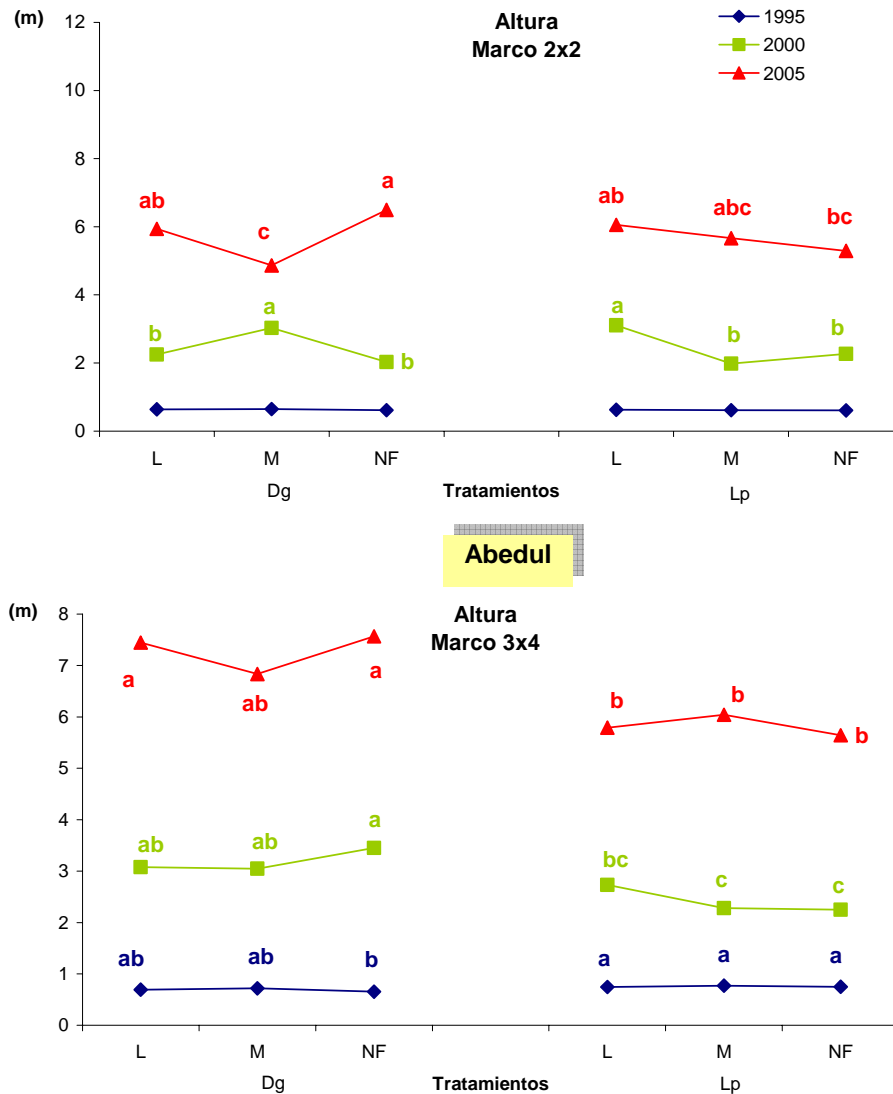 (m)
Altura
Marco 2x2
1995
2000
2005
12
10
8
6
4
2
0
ab
c
a
ab
abc
bc
b
a
b
a
b
b
L M NF L M NF
Dg Tratamientos Lp
Abedul
(m)
Altura
Marco 3x4
8
7
6
5
4
3
2
1
0
a
ab
a
b
b
b
ab
ab
a
bc
c
c
ab
ab
b
a
a
a
L M NF L M NF
Dg Tratamientos Lp